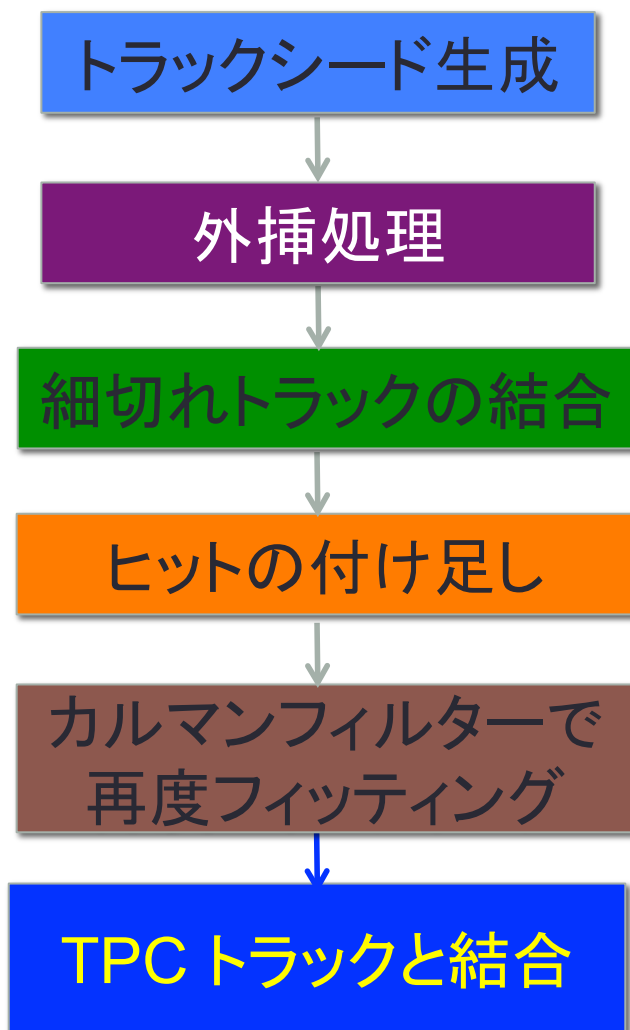 トラックシード生成
外挿処理
細切れトラックの結合
ヒットの付け足し
カルマンフィルターで
再度フィッティング
TPC トラックと結合